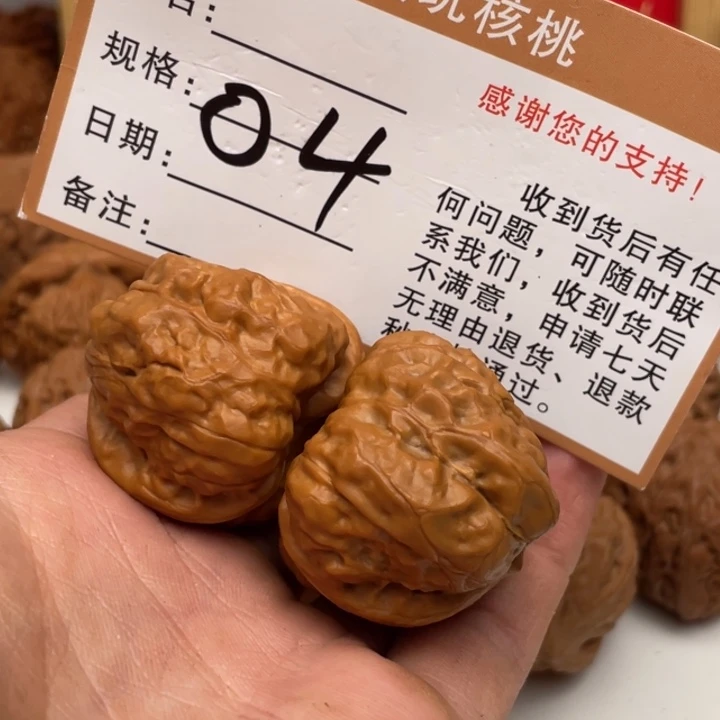 玩核桃
规格: 04
日期:
备注:
感谢您的支持!
收到货后有任
何问题, 可随时联
系我们, 收到货后
不满意, 申请七天
无理由退货、退款
秒 通过。